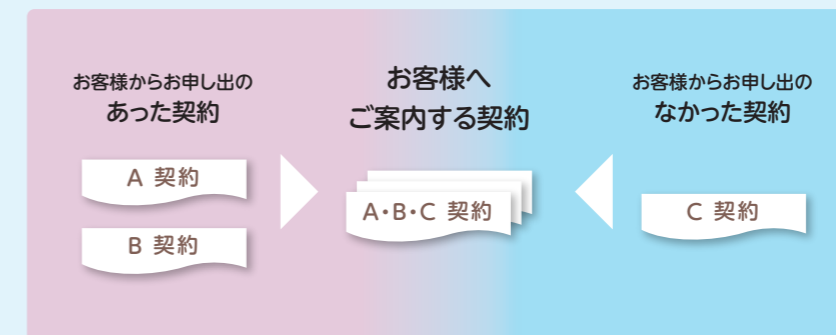 お客様からお申し出の
あった契約
A 契約
B 契約
お客様へ
ご案内する契約
A・B・C 契約
お客様からお申し出の
なかった契約
C 契約